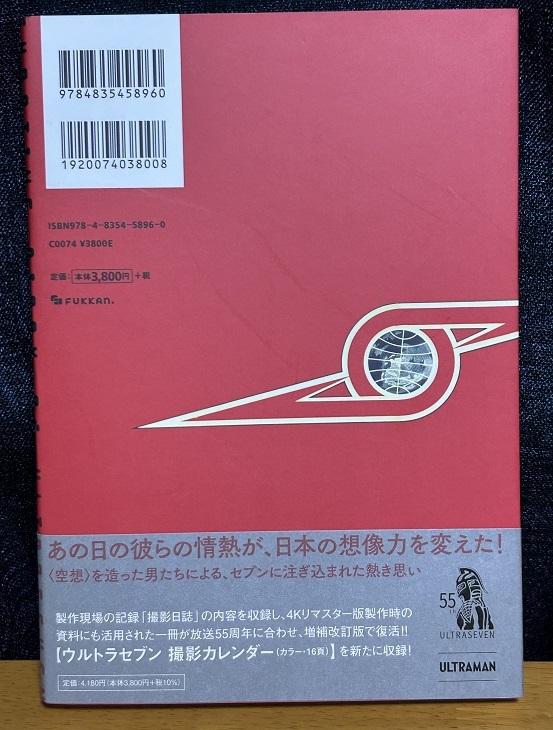 9784835458960
1920074038008
ISBN978-4-8354-5896-0
C0074 ¥3800E
定価：本体3,800円+税
FUKKAN.
あの日の彼らの情熱が、日本の想像力を変えた！
〈空想〉を造った男たちによる、セブンに注ぎ込まれた熱き思い
製作現場の記録「撮影日誌」の内容を収録し、4Kリマスター版製作時の
資料にも活用された一冊が放送55周年に合わせ、増補改訂版で復活!!
【ウルトラセブン 撮影カレンダー（カラー・16頁）】を新たに収録！
定価：4,180円（本体3,800円+税10%）
55th
ULTRASEVEN
ULTRAMAN